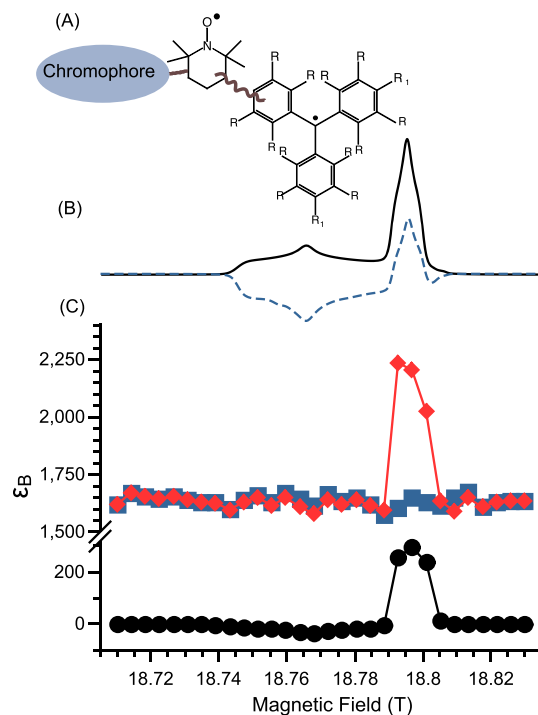 (A)
O•
N
Chromophore
R R R R
R1
R R R R
•
R R
R R
R1
(B)
(C)
2,250
2,000
1,750
1,500
200
0
εB
18.72 18.74 18.76 18.78 18.8 18.82
Magnetic Field (T)